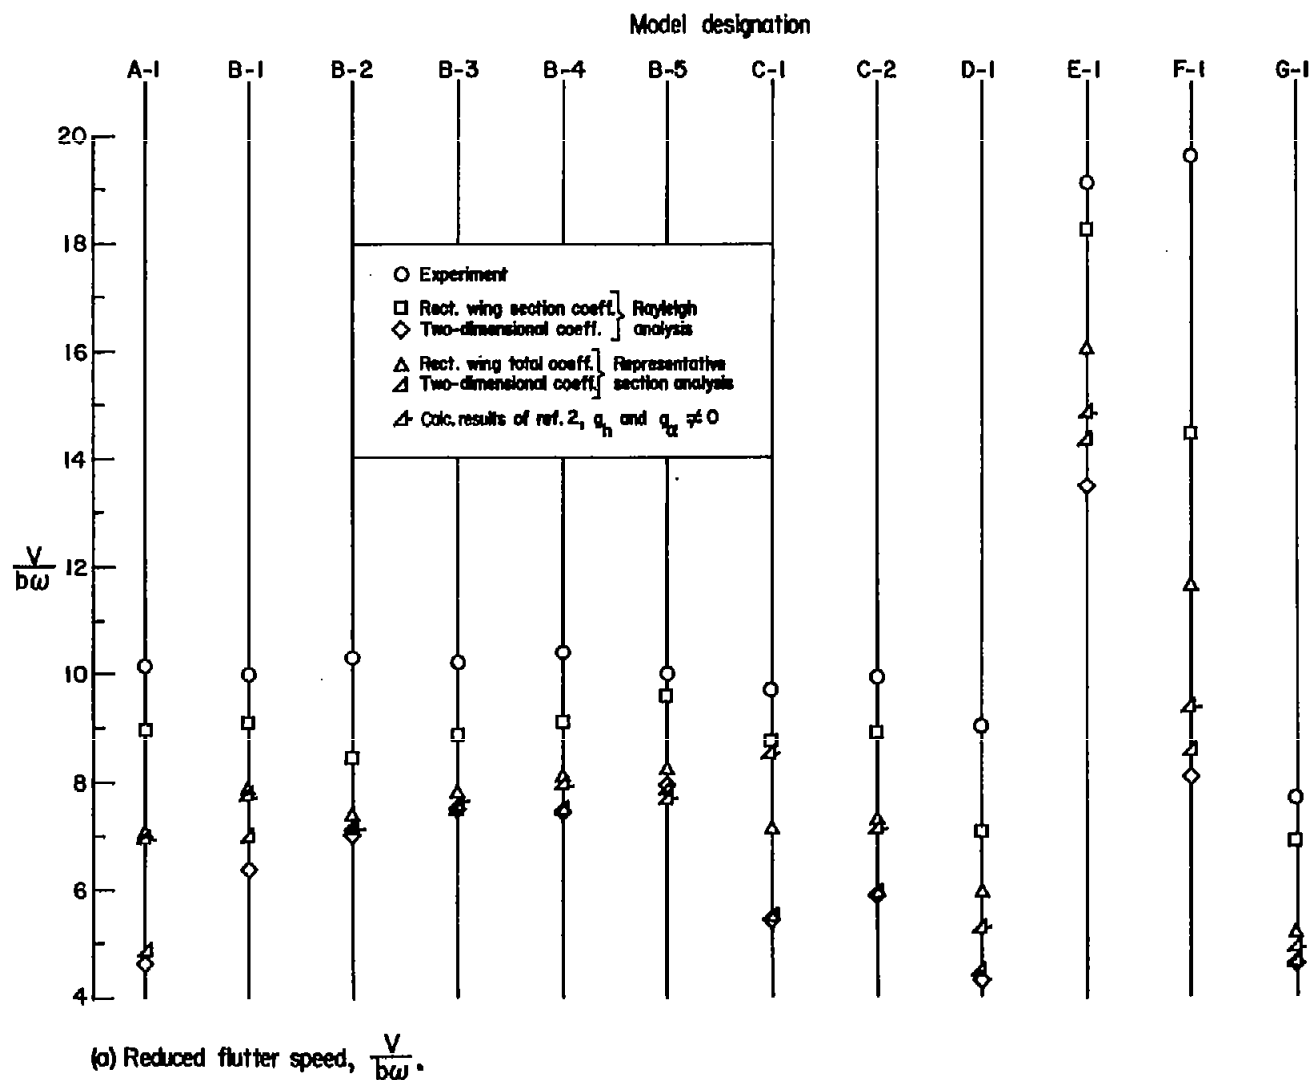 Model designation
A-1 B-1 B-2 B-3 B-4 B-5 C-1 C-2 D-1 E-1 F-1 G-1
20
18
16
14
V/bω 12
10
8
6
4
○ Experiment
□ Rect. wing section coeff. } Rayleigh
◇ Two-dimensional coeff. } analysis
△ Rect. wing total coeff. } Representative
◿ Two-dimensional coeff. } section analysis
Calc. results of ref. 2, g_h and g_α ≠ 0
(a) Reduced flutter speed, V/bω.